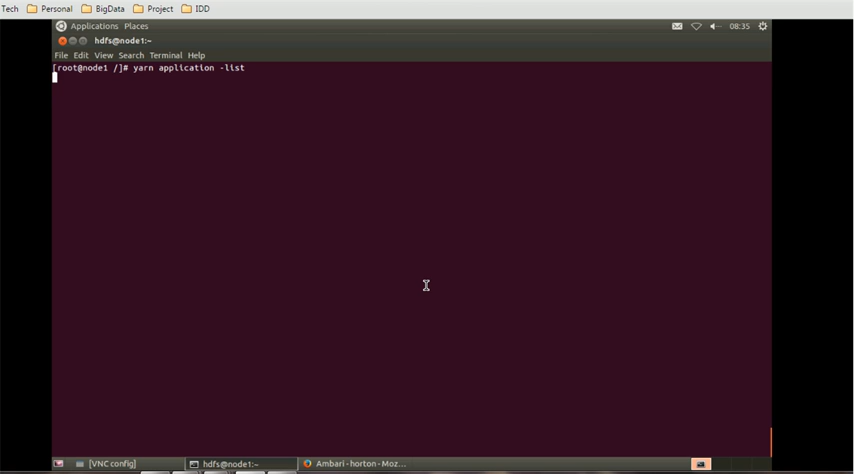 Tech Personal BigData Project IDD
Applications Places 08:35
hdfs@node1:~
File Edit View Search Terminal Help
[root@node1 /]# yarn application -list
[VNC config] hdfs@node1:~ Ambari - horton - Moz...